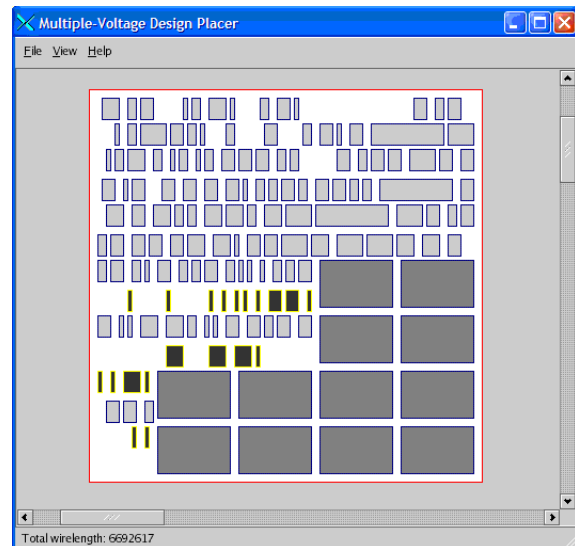 Multiple-Voltage Design Placer
File View Help
Total wirelength: 6692617